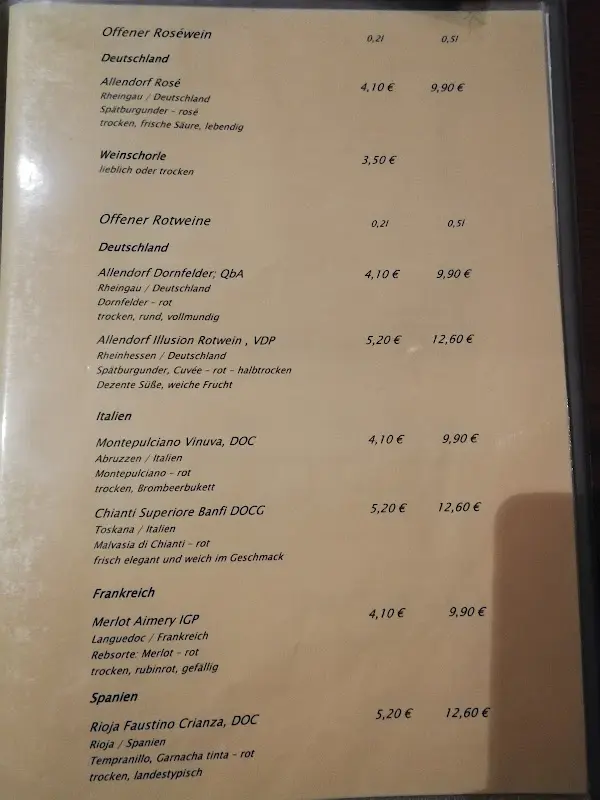 Offener Roséwein 0,2l 0,5l
Deutschland
Allendorf Rosé 4,10 € 9,90 €
Rheingau / Deutschland
Spätburgunder – rosé
trocken, frische Säure, lebendig
Weinschorle 3,50 €
lieblich oder trocken
Offener Rotweine 0,2l 0,5l
Deutschland
Allendorf Dornfelder; QbA 4,10 € 9,90 €
Rheingau / Deutschland
Dornfelder – rot
trocken, rund, vollmundig
Allendorf Illusion Rotwein , VDP 5,20 € 12,60 €
Rheinhessen / Deutschland
Spätburgunder, Cuvée – rot – halbtrocken
Dezente Süße, weiche Frucht
Italien
Montepulciano Vinuva, DOC 4,10 € 9,90 €
Abruzzen / Italien
Montepulciano – rot
trocken, Brombeerbukett
Chianti Superiore Banfi DOCG 5,20 € 12,60 €
Toskana / Italien
Malvasia di Chianti – rot
frisch elegant und weich im Geschmack
Frankreich
Merlot Aimery IGP 4,10 € 9,90 €
Languedoc / Frankreich
Rebsorte: Merlot – rot
trocken, rubinrot, gefällig
Spanien
Rioja Faustino Crianza, DOC 5,20 € 12,60 €
Rioja / Spanien
Tempranillo, Garnacha tinta – rot
trocken, landestypisch